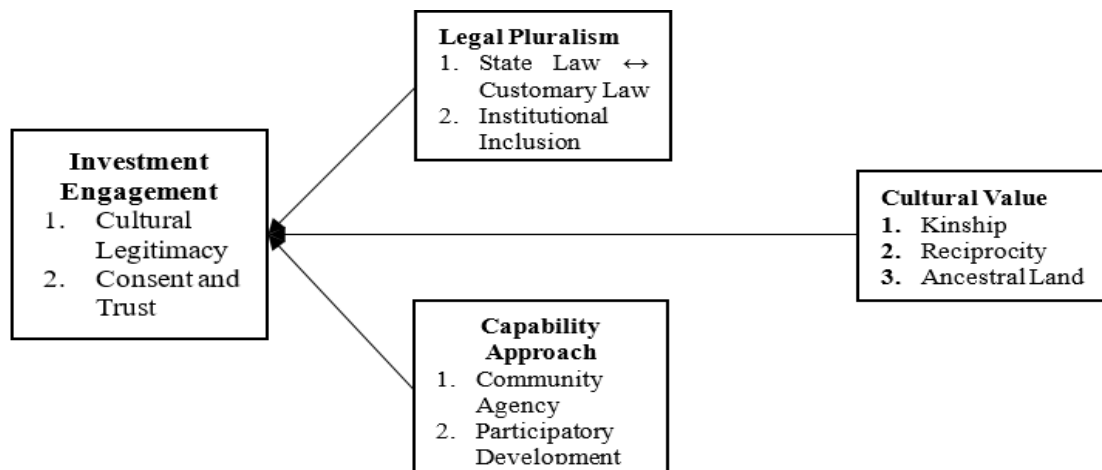 Legal Pluralism
1. State Law ↔
Customary Law
2. Institutional
Inclusion
Investment
Engagement
1. Cultural
Legitimacy
2. Consent and
Trust
Cultural Value
1. Kinship
2. Reciprocity
3. Ancestral Land
Capability
Approach
1. Community
Agency
2. Participatory
Development